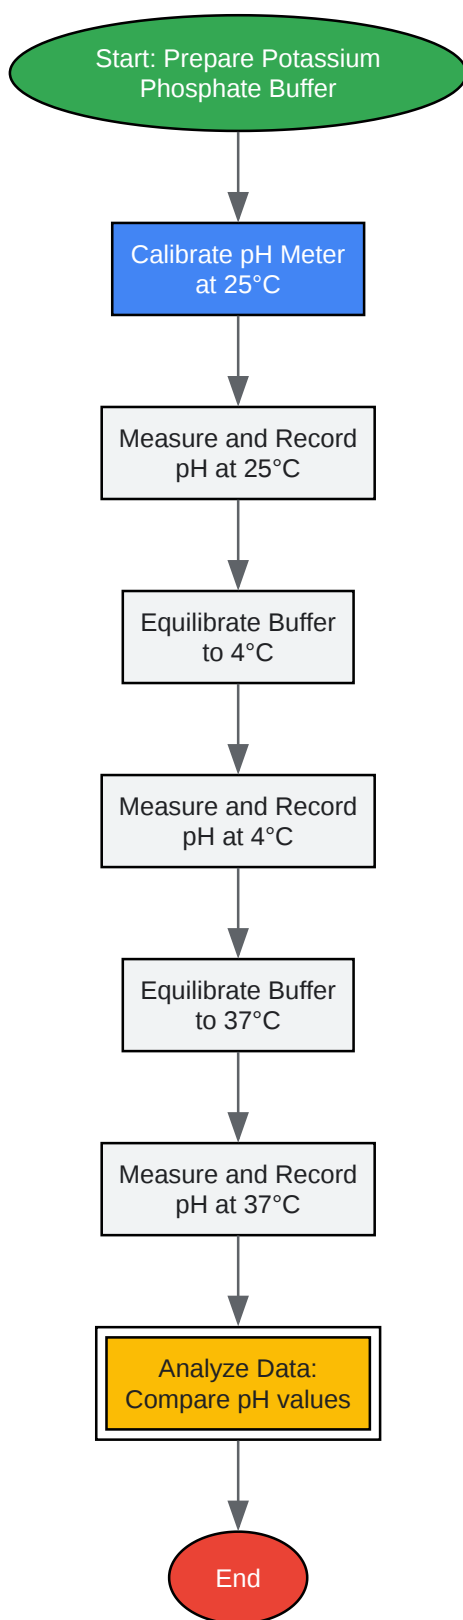 Start: Prepare Potassium
Phosphate Buffer
Calibrate pH Meter
at 25°C
Measure and Record
pH at 25°C
Equilibrate Buffer
to 4°C
Measure and Record
pH at 4°C
Equilibrate Buffer
to 37°C
Measure and Record
pH at 37°C
Analyze Data:
Compare pH values
End